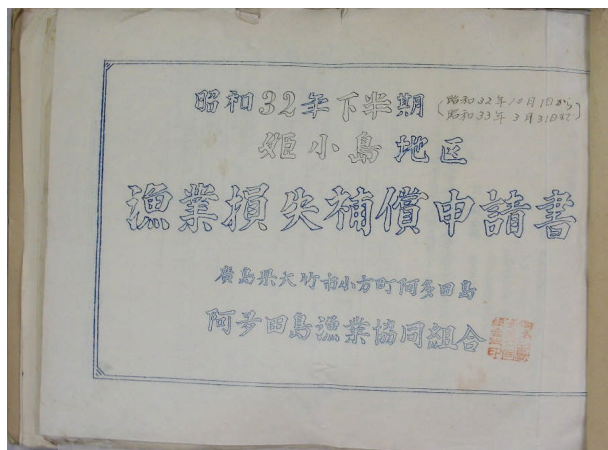 昭和32年下半期
(昭和32年10月1日から
昭和33年3月31日まで)
姫小島地区
漁業損失補償申請書
廣島県大竹市小方町阿多田島
阿多田島漁業協同組合